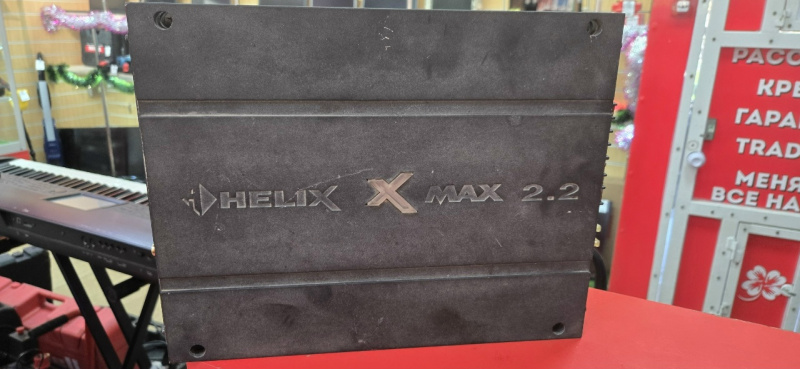 HELIX X MAX 2.2
РАСС
КРЕ
ГАРА
TRAD
МЕНЯ
ВСЕ НА